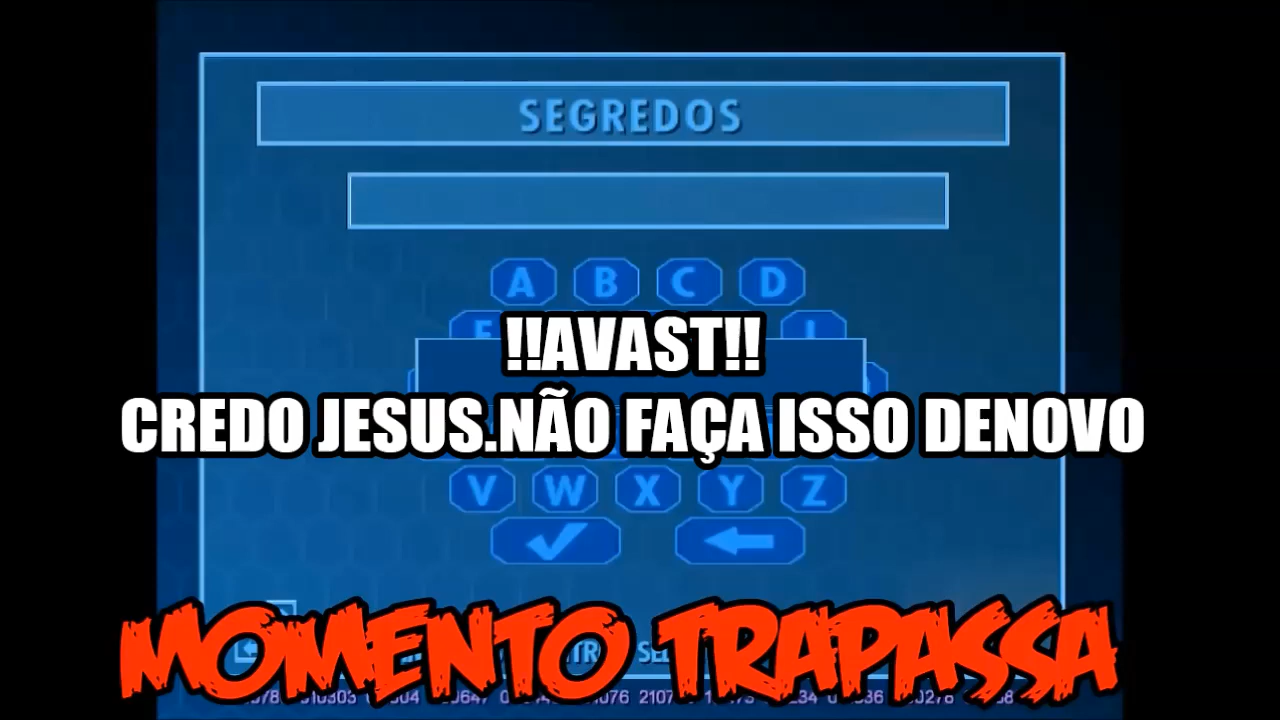 SEGREDOS
A B C D
!!AVAST!!
CREDO JESUS.NÃO FAÇA ISSO DENOVO
V W X Y Z
MOMENTO TRAPASSA